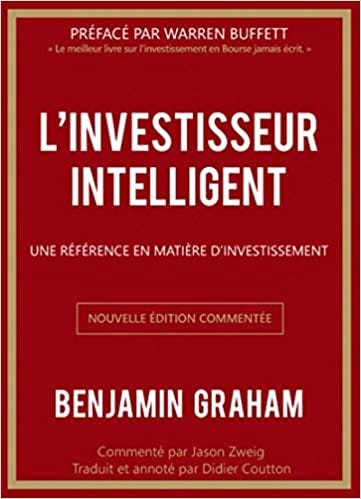 PRÉFACÉ PAR WARREN BUFFETT
« Le meilleur livre sur l'investissement en Bourse jamais écrit. »
L'INVESTISSEUR
INTELLIGENT
UNE RÉFÉRENCE EN MATIÈRE D'INVESTISSEMENT
NOUVELLE ÉDITION COMMENTÉE
BENJAMIN GRAHAM
Commenté par Jason Zweig
Traduit et annoté par Didier Coutton